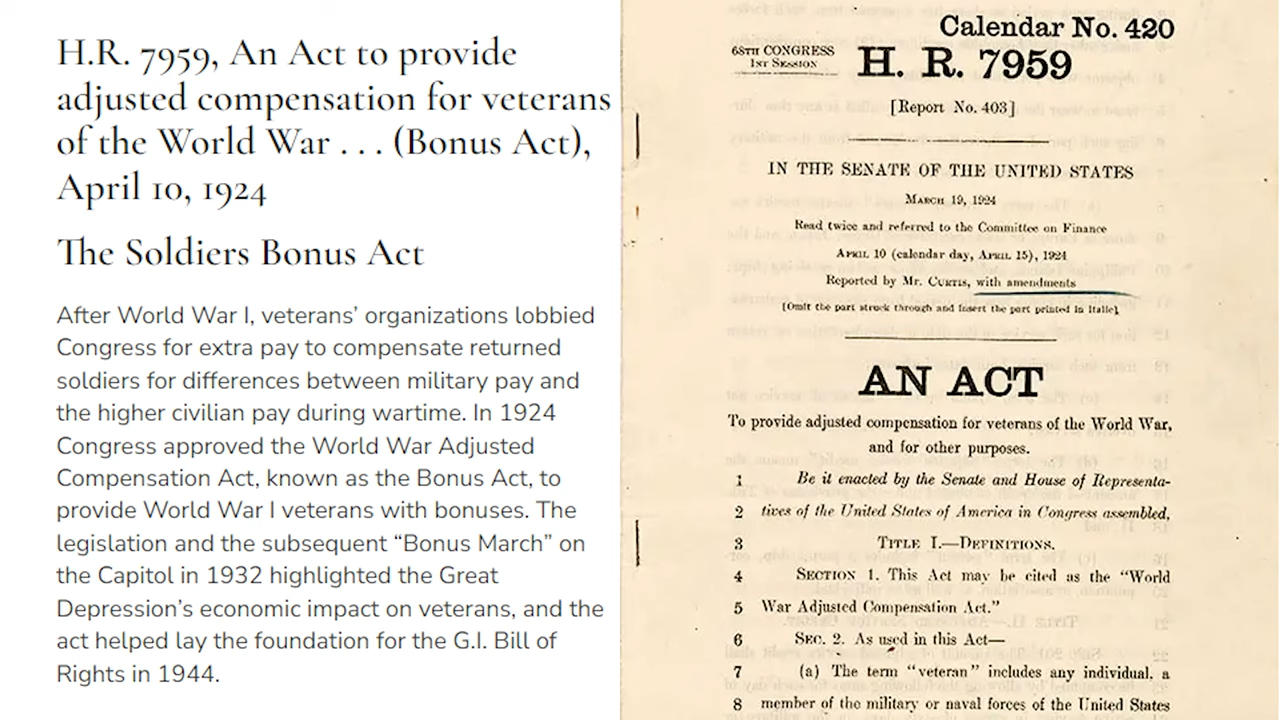 H.R. 7959, An Act to provide
adjusted compensation for veterans
of the World War . . . (Bonus Act),
April 10, 1924
The Soldiers Bonus Act
After World War I, veterans’ organizations lobbied
Congress for extra pay to compensate returned
soldiers for differences between military pay and
the higher civilian pay during wartime. In 1924
Congress approved the World War Adjusted
Compensation Act, known as the Bonus Act, to
provide World War I veterans with bonuses. The
legislation and the subsequent “Bonus March” on
the Capitol in 1932 highlighted the Great
Depression’s economic impact on veterans, and the
act helped lay the foundation for the G.I. Bill of
Rights in 1944.
Calendar No. 420
68TH CONGRESS
1ST SESSION
H. R. 7959
[Report No. 403]
IN THE SENATE OF THE UNITED STATES
MARCH 19, 1924
Read twice and referred to the Committee on Finance
APRIL 10 (calendar day, APRIL 15), 1924
Reported by Mr. CURTIS, with amendments
[Omit the part struck through and insert the part printed in italic]
AN ACT
To provide adjusted compensation for veterans of the World War,
and for other purposes.
1 Be it enacted by the Senate and House of Representa-
2 tives of the United States of America in Congress assembled,
3 TITLE I.—DEFINITIONS.
4 SECTION 1. This Act may be cited as the “World
5 War Adjusted Compensation Act.”
6 SEC. 2. As used in this Act—
7 (a) The term “veteran” includes any individual, a
8 member of the military or naval forces of the United States